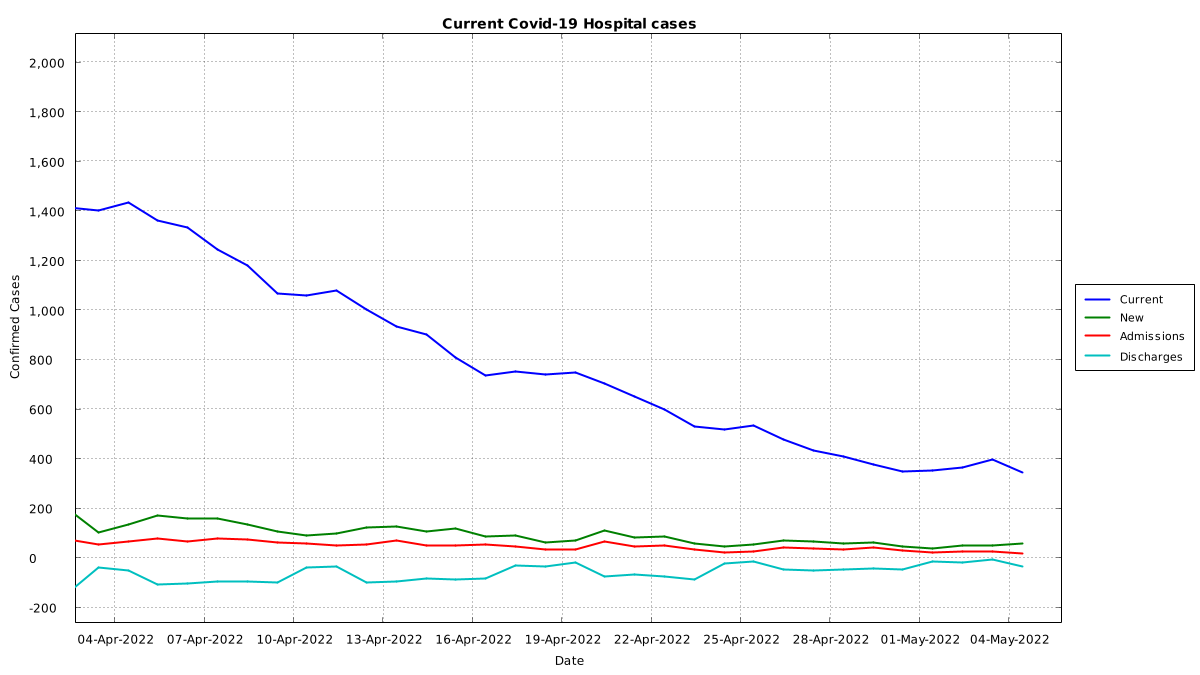 Current Covid-19 Hospital cases
2,000
1,800
1,600
1,400
1,200
1,000
800
600
400
200
0
-200
Confirmed Cases
04-Apr-2022 07-Apr-2022 10-Apr-2022 13-Apr-2022 16-Apr-2022 19-Apr-2022 22-Apr-2022 25-Apr-2022 28-Apr-2022 01-May-2022 04-May-2022
Date
Current
New
Admissions
Discharges